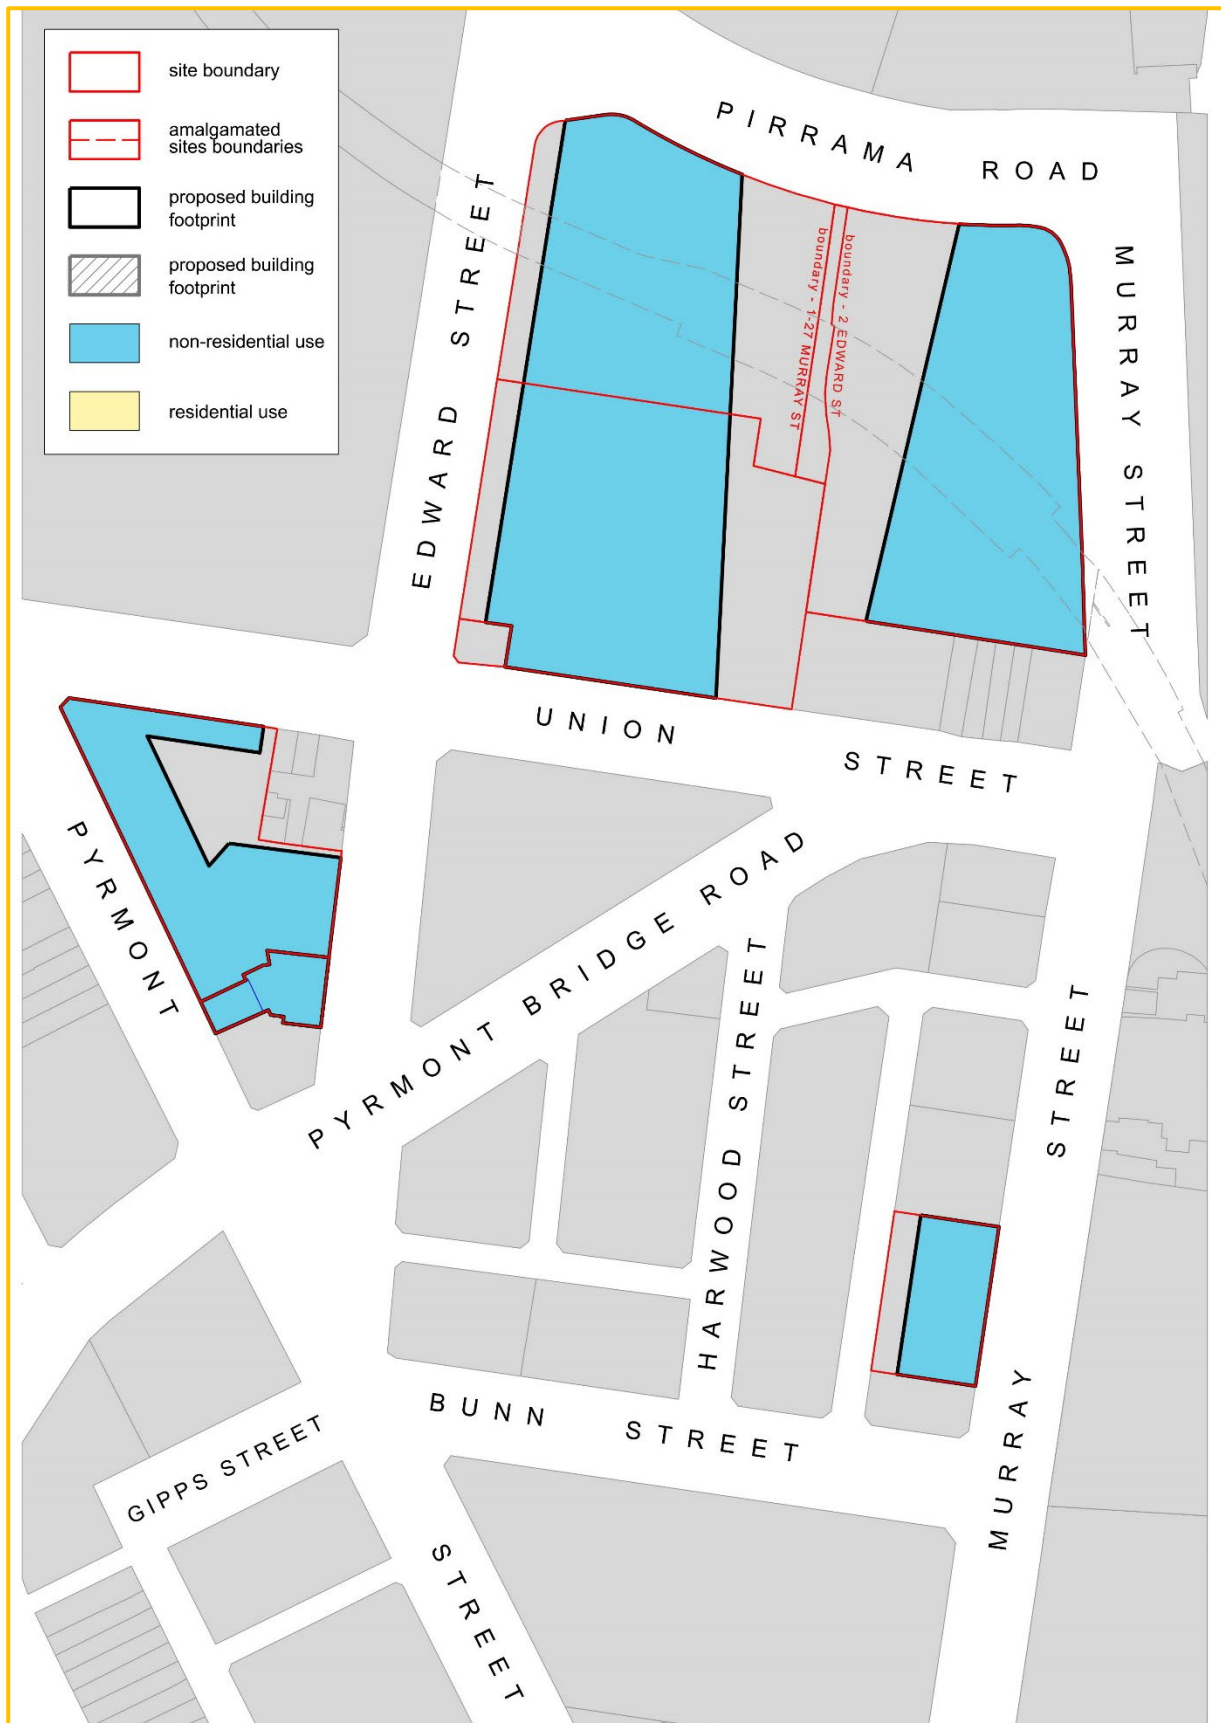 site boundary
amalgamated
sites boundaries
proposed building
footprint
proposed building
footprint
non-residential use
residential use
PIRRAMA ROAD
EDWARD STREET
boundary - 1-27 MURRAY ST
boundary - 2 EDWARD ST
MURRAY STREET
UNION STREET
PYRMONT
PYRMONT BRIDGE ROAD
HARWOOD STREET
MURRAY STREET
BUNN STREET
GIPPS STREET
STREET